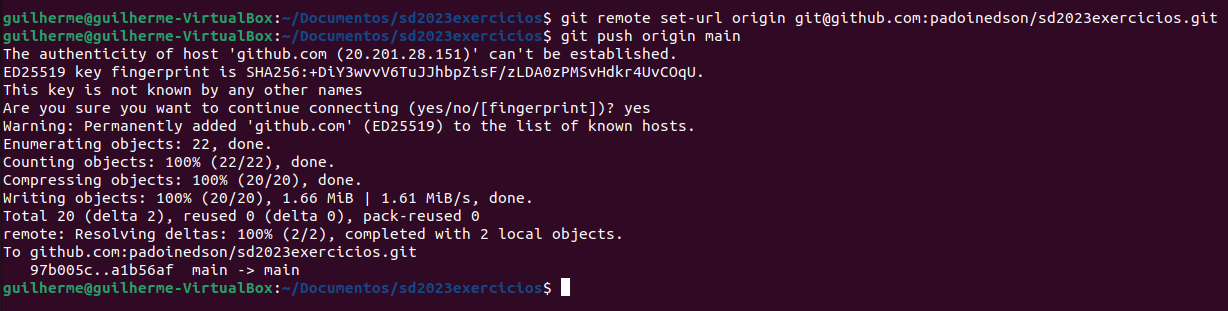 guilherme@guilherme-VirtualBox:~/Documentos/sd2023exercicios$ git remote set-url origin git@github.com:padoinedson/sd2023exercicios.git
guilherme@guilherme-VirtualBox:~/Documentos/sd2023exercicios$ git push origin main
The authenticity of host 'github.com (20.201.28.151)' can't be established.
ED25519 key fingerprint is SHA256:+DiY3wvvV6TuJJhbpZisF/zLDA0zPMSvHdkr4UvCOqU.
This key is not known by any other names
Are you sure you want to continue connecting (yes/no/[fingerprint])? yes
Warning: Permanently added 'github.com' (ED25519) to the list of known hosts.
Enumerating objects: 22, done.
Counting objects: 100% (22/22), done.
Compressing objects: 100% (20/20), done.
Writing objects: 100% (20/20), 1.66 MiB | 1.61 MiB/s, done.
Total 20 (delta 2), reused 0 (delta 0), pack-reused 0
remote: Resolving deltas: 100% (2/2), completed with 2 local objects.
To github.com:padoinedson/sd2023exercicios.git
   97b005c..a1b56af  main -> main
guilherme@guilherme-VirtualBox:~/Documentos/sd2023exercicios$